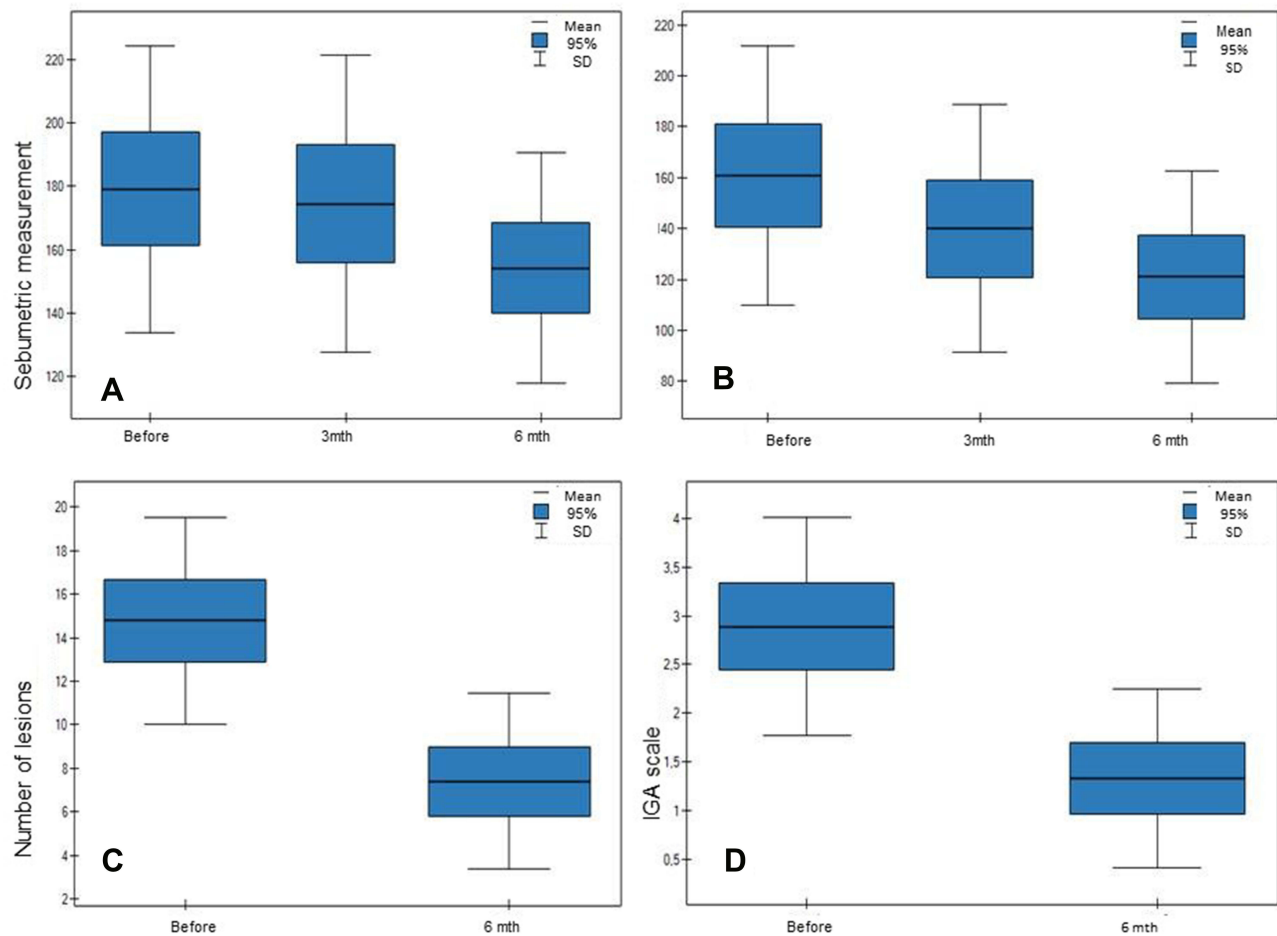 Mean
95%
SD
Sebumetric measurement
220
200
180
160
140
120
A
Before
3mth
6 mth
Mean
95%
SD
220
200
180
160
140
120
100
80
B
Before
3mth
6 mth
Mean
95%
SD
Number of lesions
20
18
16
14
12
10
8
6
4
2
C
Before
6 mth
Mean
95%
SD
IGA scale
4
3,5
3
2,5
2
1,5
1
0,5
D
Before
6 mth